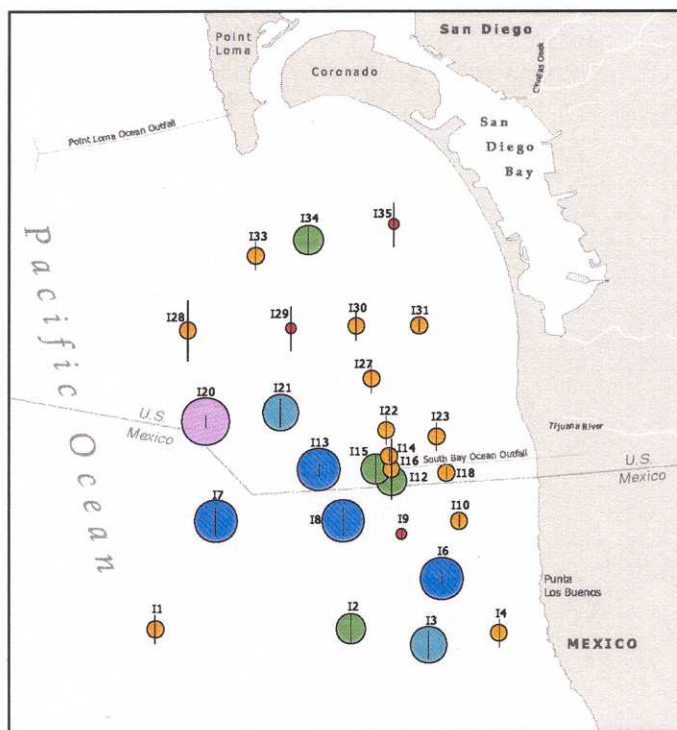 Point
Loma
San Diego
Coronado
Chollas Creek
San
Diego
Bay
Point Loma Ocean Outfall
Pacific Ocean
I35
I34
I33
I28
I29
I30
I31
I27
I20
I21
I22
I23
U.S.
Mexico
Tijuana River
I13
I15
I14
I16
South Bay Ocean Outfall
I12
I18
U.S.
Mexico
I7
I8
I9
I10
I6
Punta
Los Buenos
I1
I2
I3
I4
MEXICO